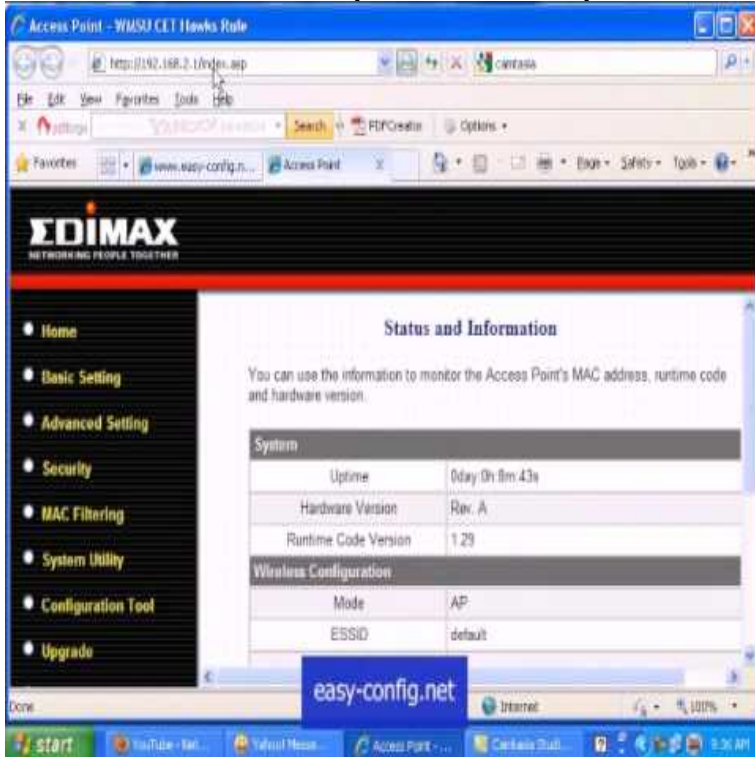 Access Point - WMSU CET Hawks Rule
http://192.168.2.1/index.asp
camtasia
File Edit View Favorites Tools Help
Search
PDFCreator
Options
Favorites
www.easy-config.n...
Access Point
Page
Safety
Tools
EDIMAX
NETWORKING PEOPLE TOGETHER
Home
Basic Setting
Advanced Setting
Security
MAC Filtering
System Utility
Configuration Tool
Upgrade
Status and Information
You can use the information to monitor the Access Point's MAC address, runtime code
and hardware version.
System
Uptime 0day:0h:8m:43s
Hardware Version Rev. A
Runtime Code Version 1.29
Wireless Configuration
Mode AP
ESSID default
easy-config.net
Done
Internet
100%
start
Yahoo! Messe...
Access Point - ...
Camtasia Studi...